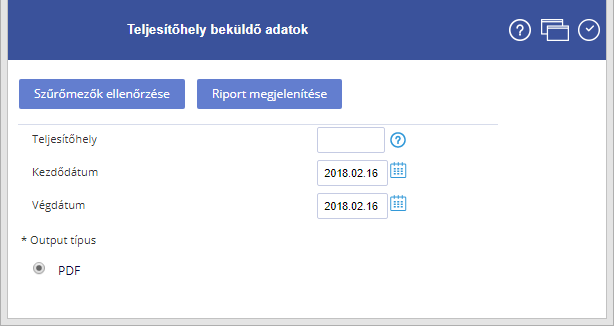 Teljesítőhely beküldő adatok
Szűrőmezők ellenőrzése Riport megjelenítése
Teljesítőhely
Kezdődátum 2018.02.16
Végdátum 2018.02.16
* Output típus
PDF